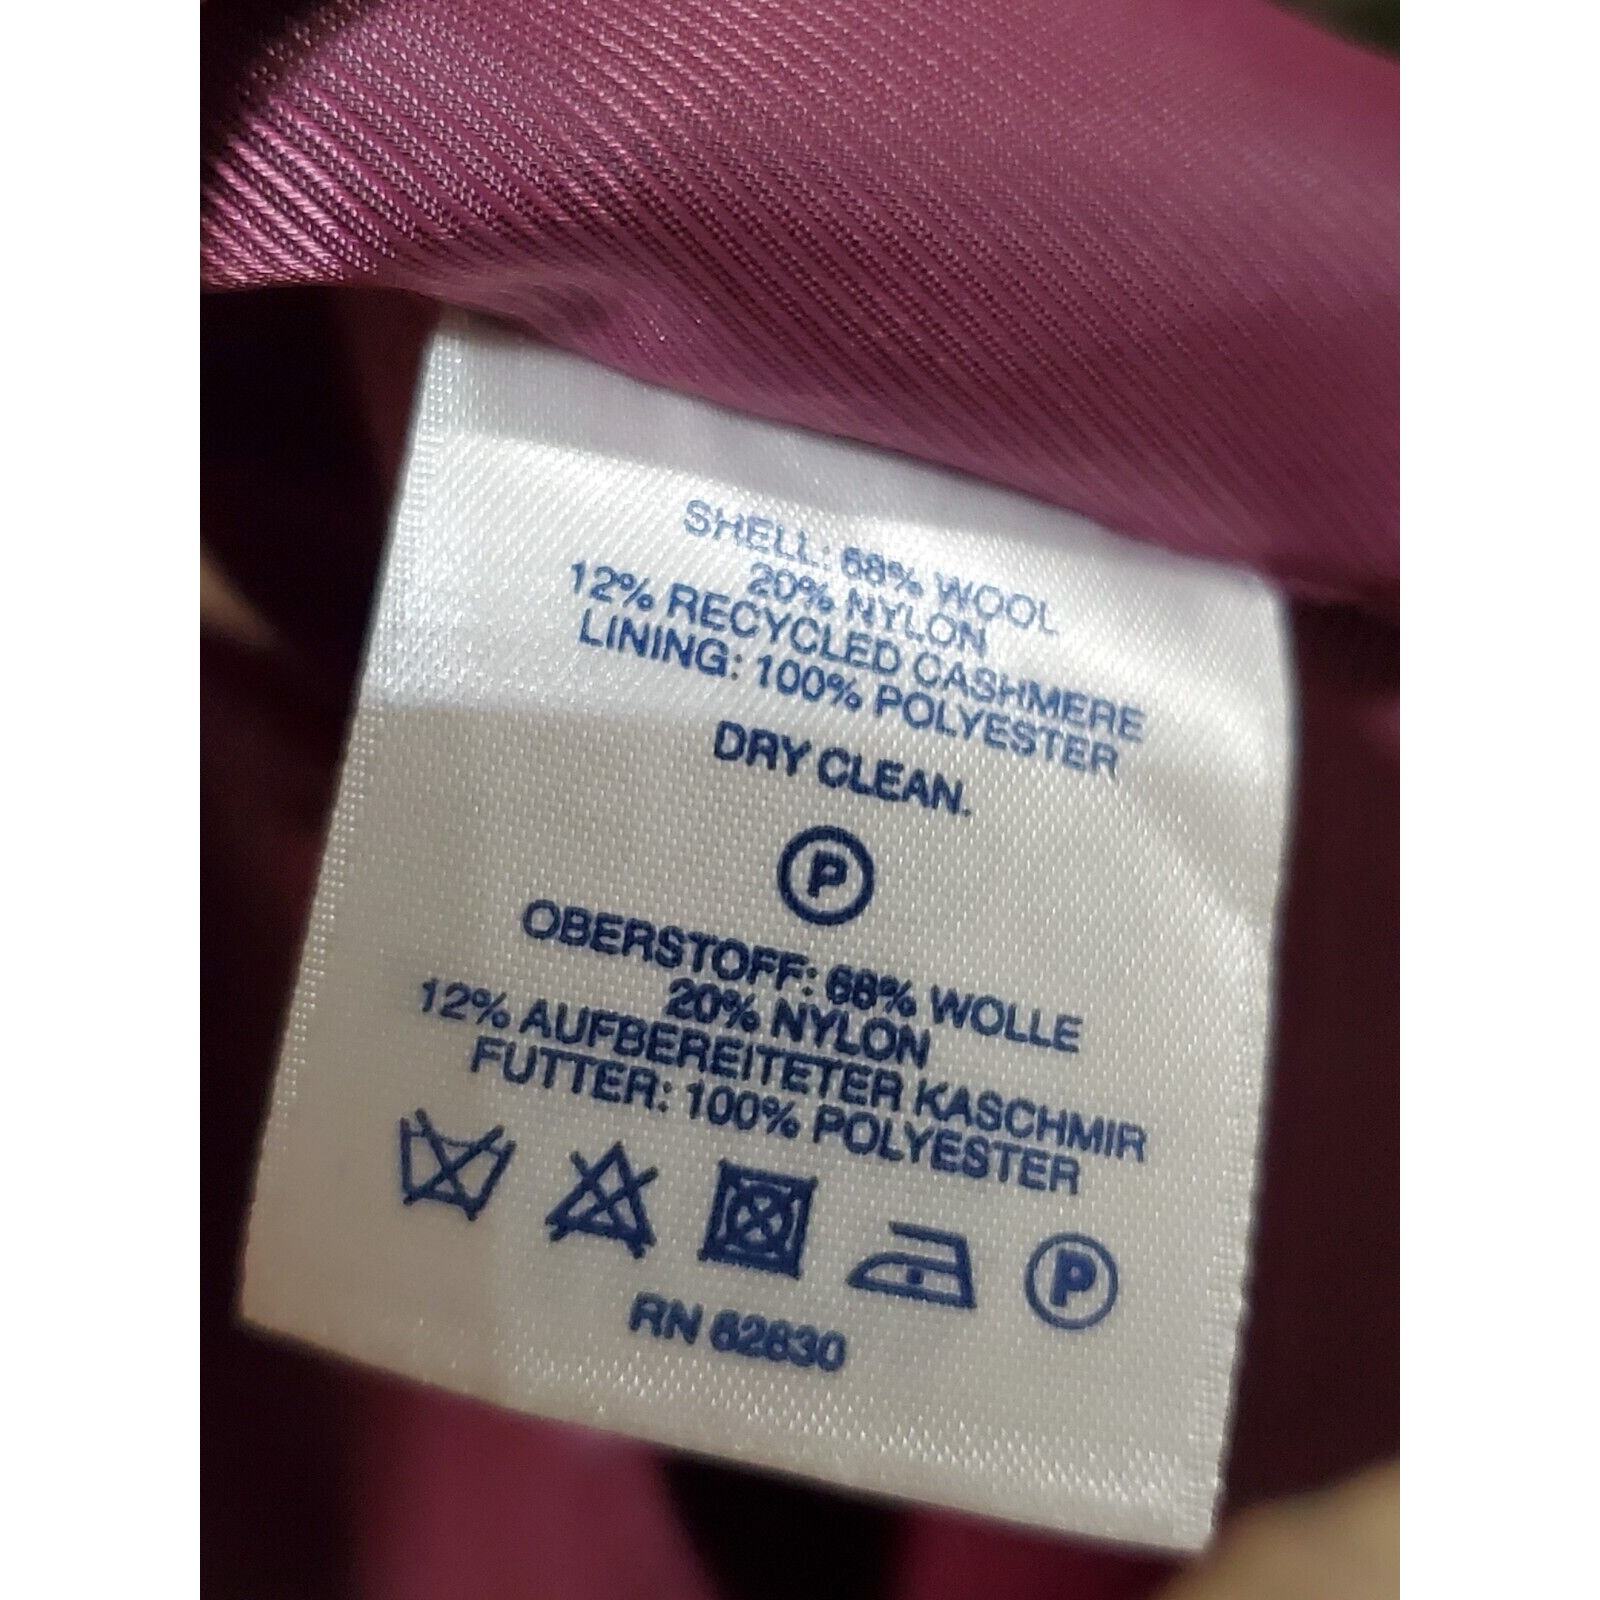 SHELL: 68% WOOL
20% NYLON
12% RECYCLED CASHMERE
LINING: 100% POLYESTER
DRY CLEAN.
P
OBERSTOFF: 68% WOLLE
20% NYLON
12% AUFBEREITETER KASCHMIR
FUTTER: 100% POLYESTER
P
RN